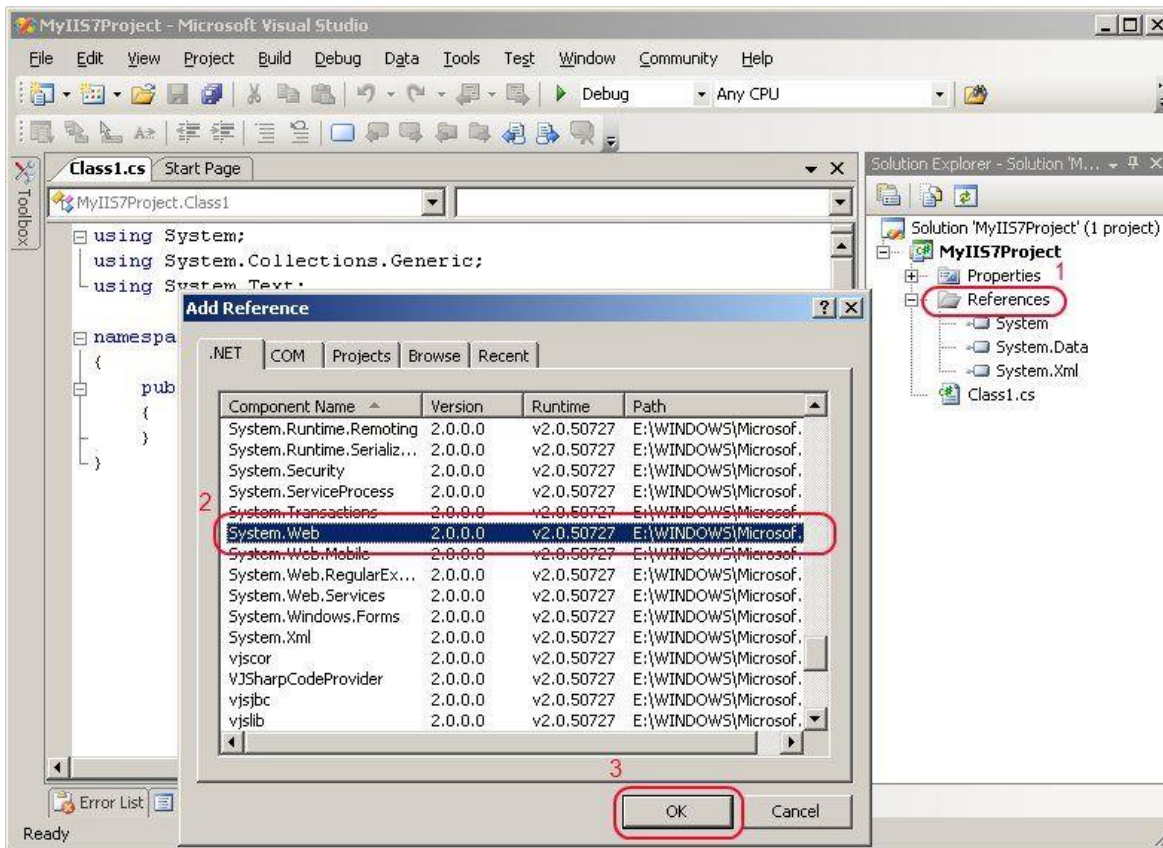 MyIIS7Project - Microsoft Visual Studio
File Edit View Project Build Debug Data Tools Test Window Community Help
Debug Any CPU
Toolbox
Class1.cs Start Page
MyIIS7Project.Class1
using System;
using System.Collections.Generic;
using System.Text;
namespa
{
pub
{
}
}
Add Reference
.NET COM Projects Browse Recent
Component Name Version Runtime Path
System.Runtime.Remoting 2.0.0.0 v2.0.50727 E:\WINDOWS\Microsof.
System.Runtime.Serializ... 2.0.0.0 v2.0.50727 E:\WINDOWS\Microsof.
System.Security 2.0.0.0 v2.0.50727 E:\WINDOWS\Microsof.
System.ServiceProcess 2.0.0.0 v2.0.50727 E:\WINDOWS\Microsof.
2
System.Transactions 2.0.0.0 v2.0.50727 E:\WINDOWS\Microsof.
System.Web 2.0.0.0 v2.0.50727 E:\WINDOWS\Microsof.
System.Web.Mobile 2.0.0.0 v2.0.50727 E:\WINDOWS\Microsof.
System.Web.RegularEx... 2.0.0.0 v2.0.50727 E:\WINDOWS\Microsof.
System.Web.Services 2.0.0.0 v2.0.50727 E:\WINDOWS\Microsof.
System.Windows.Forms 2.0.0.0 v2.0.50727 E:\WINDOWS\Microsof.
System.Xml 2.0.0.0 v2.0.50727 E:\WINDOWS\Microsof.
vjscor 2.0.0.0 v2.0.50727 E:\WINDOWS\Microsof.
VJSharpCodeProvider 2.0.0.0 v2.0.50727 E:\WINDOWS\Microsof.
vjsjbc 2.0.0.0 v2.0.50727 E:\WINDOWS\Microsof.
vjslib 2.0.0.0 v2.0.50727 E:\WINDOWS\Microsof.
3
OK Cancel
Solution Explorer - Solution 'M...
Solution 'MyIIS7Project' (1 project)
MyIIS7Project
Properties 1
References
System
System.Data
System.Xml
Class1.cs
Error List
Ready